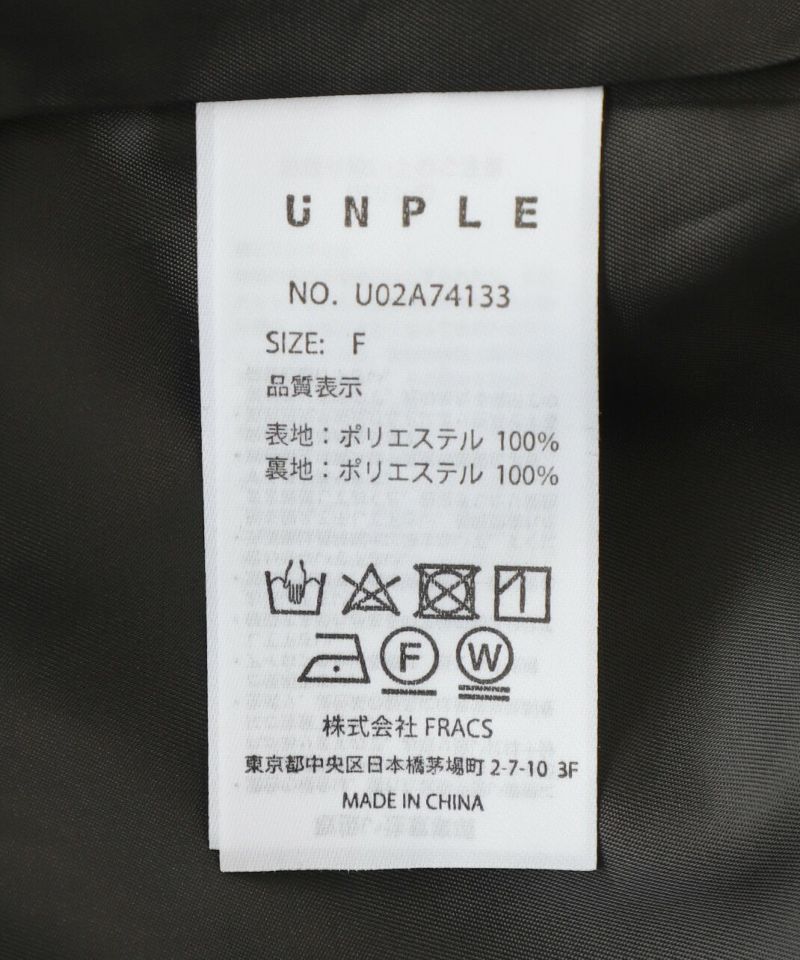 UNPLE
NO. U02A74133
SIZE: F
品質表示
表地：ポリエステル 100%
裏地：ポリエステル 100%
F W
株式会社 FRACS
東京都中央区日本橋茅場町 2-7-10 3F
MADE IN CHINA